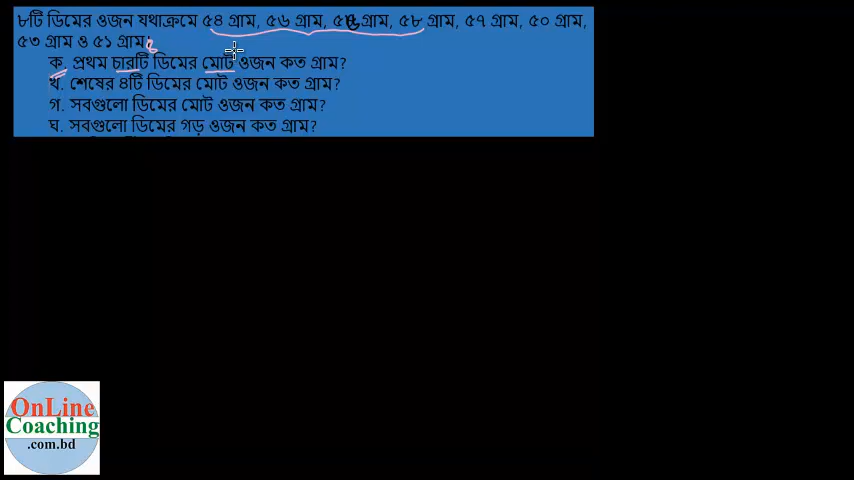 ৮টি ডিমের ওজন যথাক্রমে ৫৪ গ্রাম, ৫৬ গ্রাম, গ্রাম, ৫৮ গ্রাম, ৫৭ গ্রাম, ৫০ গ্রাম,
৫৩ গ্রাম ও ৫১ গ্রাম
ক. প্রথম চারটি ডিমের মোট ওজন কত গ্রাম?
খ. শেষের ৪টি ডিমের মোট ওজন কত গ্রাম?
গ. সবগুলো ডিমের মোট ওজন কত গ্রাম?
ঘ. সবগুলো ডিমের গড় ওজন কত গ্রাম?
OnLine
Coaching
.com.bd